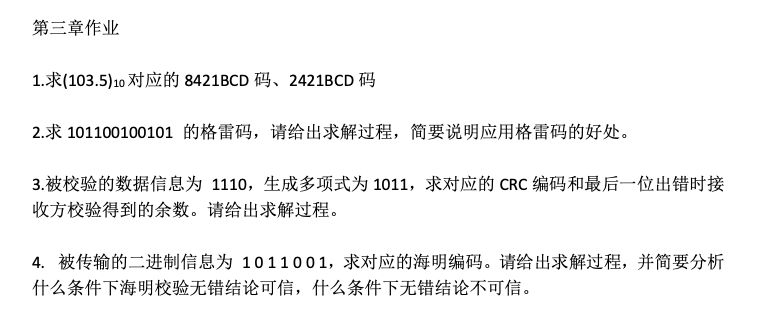 第三章作业
1.求(103.5)10 对应的 8421BCD 码、2421BCD 码
2.求 101100100101 的格雷码，请给出求解过程，简要说明应用格雷码的好处。
3.被校验的数据信息为 1110，生成多项式为 1011，求对应的 CRC 编码和最后一位出错时接
收方校验得到的余数。请给出求解过程。
4. 被传输的二进制信息为 1 0 1 1 0 0 1，求对应的海明编码。请给出求解过程，并简要分析
什么条件下海明校验无错结论可信，什么条件下无错结论不可信。